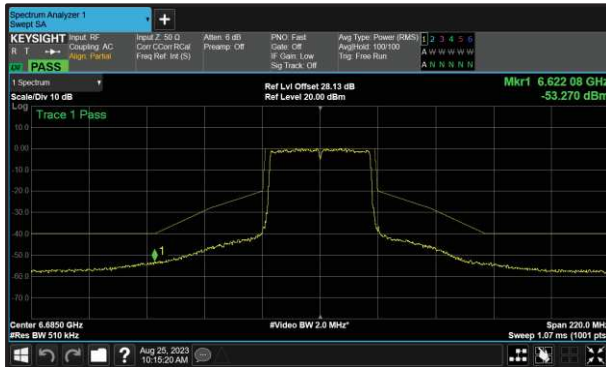 Spectrum Analyzer 1
Swept SA
+
KEYSIGHT Input: RF Input Z: 50 Ω Atten: 6 dB PNO: Fast Avg Type: Power (RMS) 1 2 3 4 5 6
R T Coupling: AC Corr CCorr RCal Preamp: Off Gate: Off Avg|Hold: 100/100 A W W W W W
Align: Partial Freq Ref: Int (S) IF Gain: Low Trig: Free Run
PASS Sig Track: Off A N N N N N
1 Spectrum Ref Lvl Offset 28.13 dB Mkr1 6.622 08 GHz
Scale/Div 10 dB Ref Level 20.00 dBm -53.270 dBm
Log
Trace 1 Pass
10.0
0.00
-10.0
-20.0
-30.0
-40.0
-50.0
1
-60.0
-70.0
Center 6.6850 GHz #Video BW 2.0 MHz* Span 220.0 MHz
#Res BW 510 kHz Sweep 1.07 ms (1001 pts)
? Aug 25, 2023
10:15:20 AM